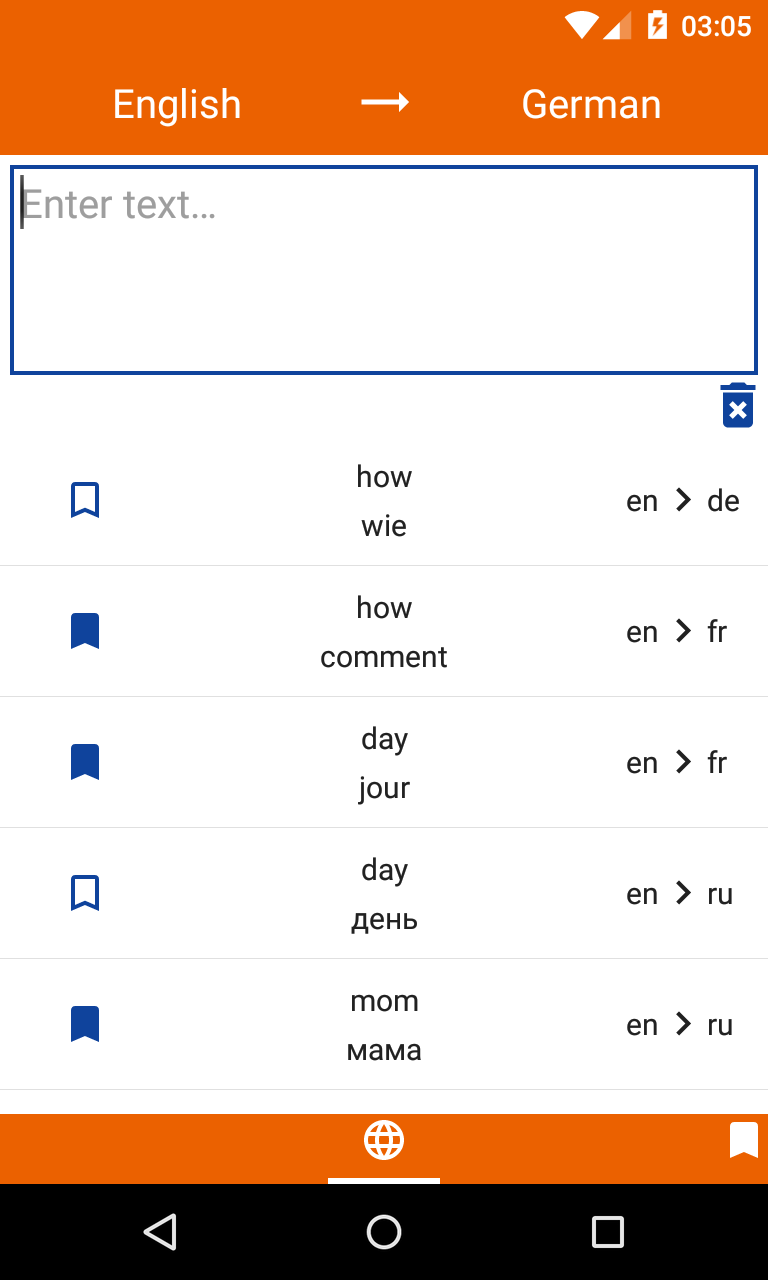 03:05
English → German
Enter text...
how
wie
en > de
how
comment
en > fr
day
jour
en > fr
day
день
en > ru
mom
мама
en > ru